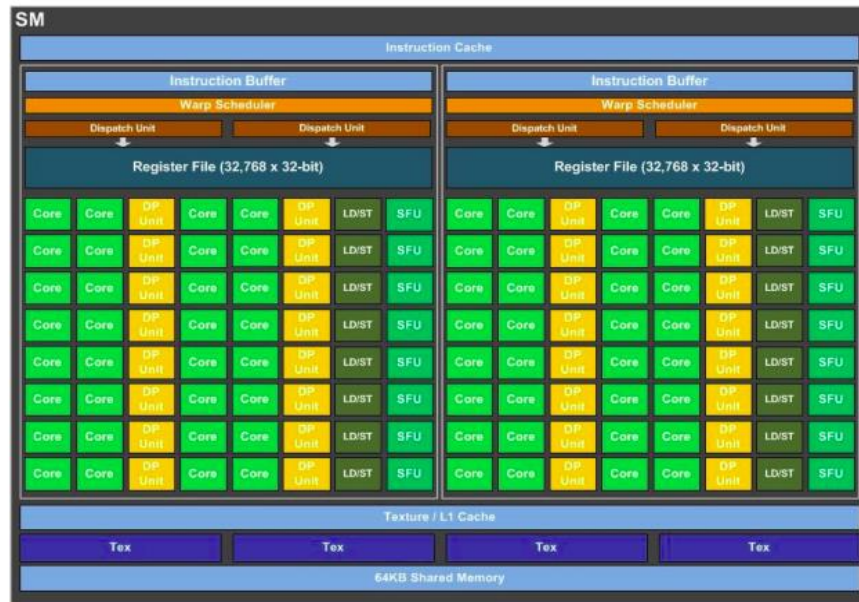 SM
Instruction Cache
Instruction Buffer Instruction Buffer
Warp Scheduler Warp Scheduler
Dispatch Unit Dispatch Unit Dispatch Unit Dispatch Unit
Register File (32,768 x 32-bit) Register File (32,768 x 32-bit)
Core Core DP Unit Core Core DP Unit LD/ST SFU Core Core DP Unit Core Core DP Unit LD/ST SFU
Core Core DP Unit Core Core DP Unit LD/ST SFU Core Core DP Unit Core Core DP Unit LD/ST SFU
Core Core DP Unit Core Core DP Unit LD/ST SFU Core Core DP Unit Core Core DP Unit LD/ST SFU
Core Core DP Unit Core Core DP Unit LD/ST SFU Core Core DP Unit Core Core DP Unit LD/ST SFU
Core Core DP Unit Core Core DP Unit LD/ST SFU Core Core DP Unit Core Core DP Unit LD/ST SFU
Core Core DP Unit Core Core DP Unit LD/ST SFU Core Core DP Unit Core Core DP Unit LD/ST SFU
Core Core DP Unit Core Core DP Unit LD/ST SFU Core Core DP Unit Core Core DP Unit LD/ST SFU
Core Core DP Unit Core Core DP Unit LD/ST SFU Core Core DP Unit Core Core DP Unit LD/ST SFU
Texture / L1 Cache
Tex Tex Tex Tex
64KB Shared Memory